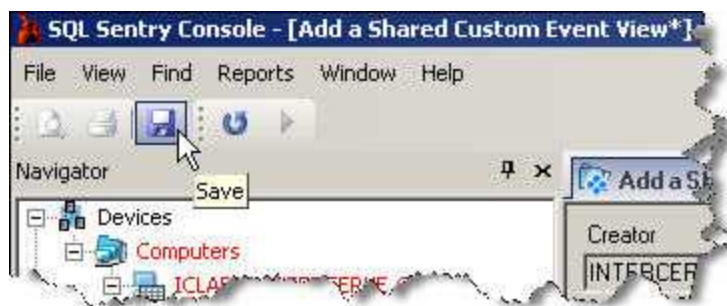 SQL Sentry Console - [Add a Shared Custom Event View*]
File View Find Reports Window Help
Navigator
Save
Add a
Devices
Computers
Creator